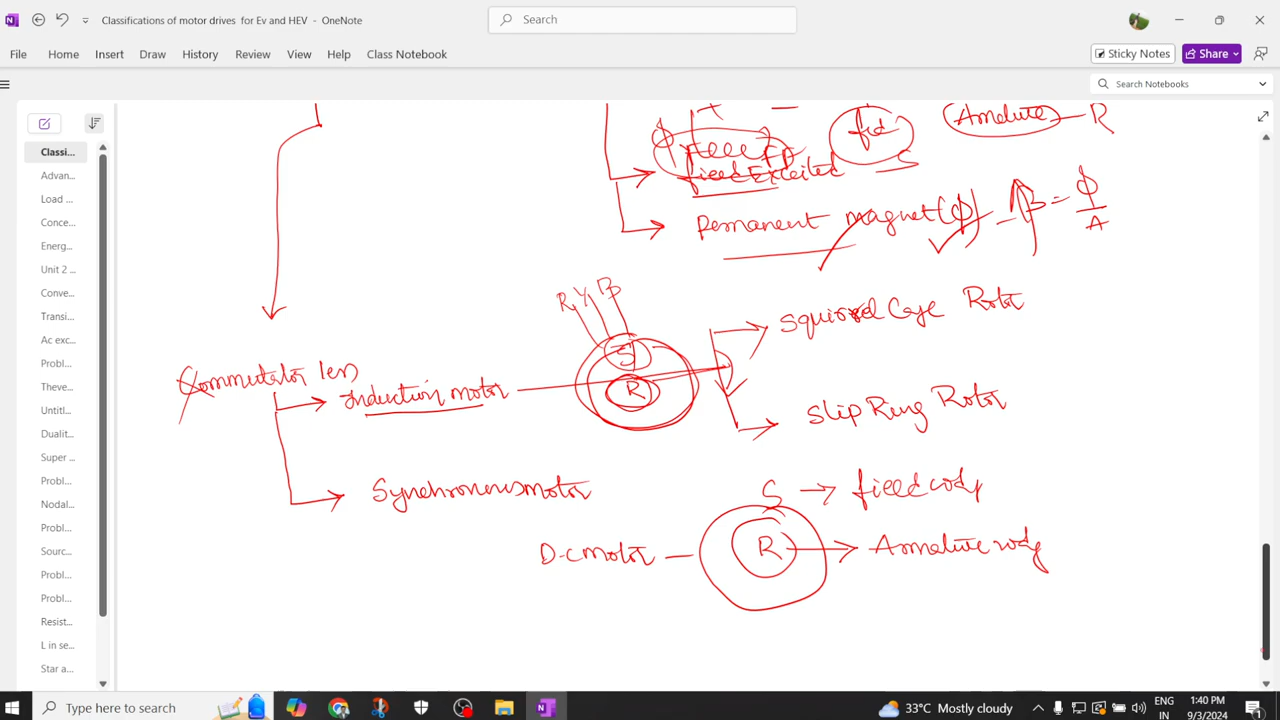 Classifications of motor drives for Ev and HEV - OneNote
Search
File Home Insert Draw History Review View Help Class Notebook
Sticky Notes
Share
Search Notebooks
Classi...
Advan...
Load ...
Conce...
Energ...
Unit 2 ...
Conve...
Transi...
Ac exc...
Probl...
Theve...
Untitl...
Dualit...
Super ...
Probl...
Nodal...
Probl...
Sourc...
Probl...
Probl...
Resist...
L in se...
Star a...
+ −
R
ϕ
field Excited S
Permanent magnet (ϕ) B = ϕ/A
R Y B
S
R
Squirrel Cage Rotor
Commutator less
Induction motor
Slip Ring Rotor
Synchronous motor
S → field
D-c motor − R → Armature
Type here to search
33°C Mostly cloudy
ENG
IN
1:40 PM
9/3/2024